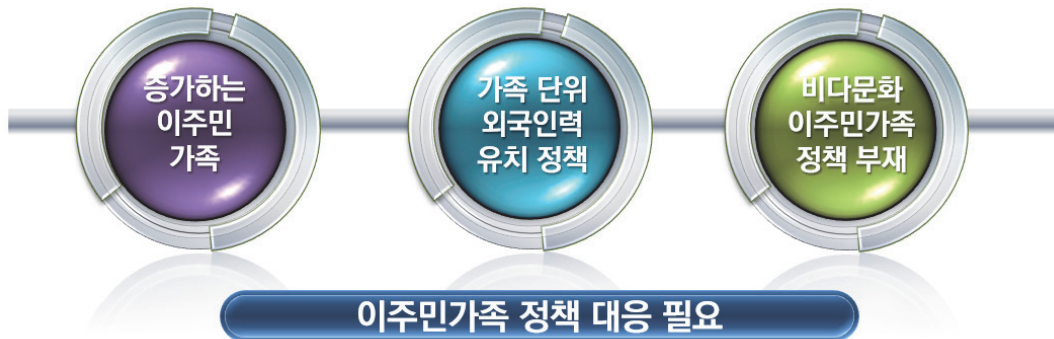 증가하는
이주민
가족
가족 단위
외국인력
유치 정책
비다문화
이주민가족
정책 부재
이주민가족 정책 대응 필요